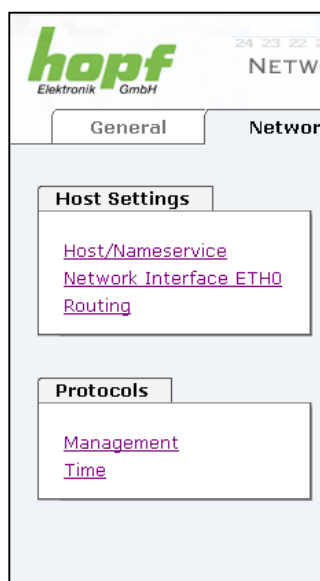 hopf
Elektronik GmbH
24 23 22
NETW
General
Networ
Host Settings
Host/Nameservice
Network Interface ETH0
Routing
Protocols
Management
Time